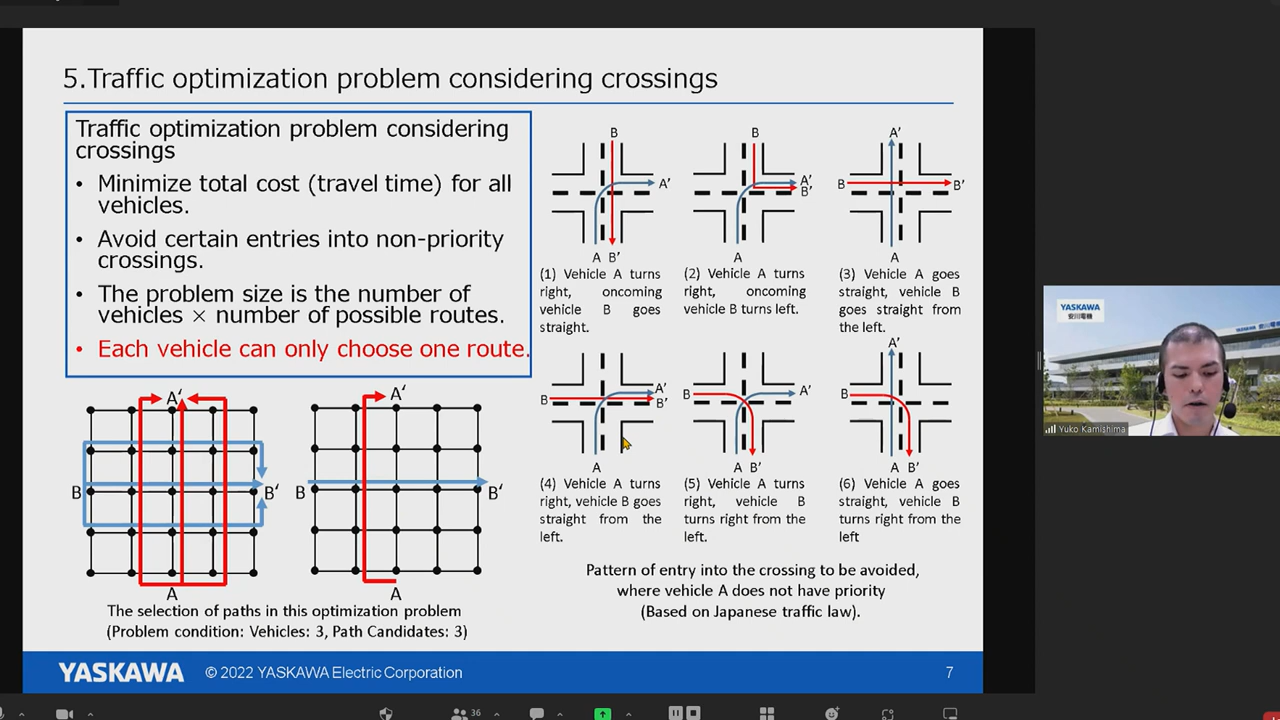 5.Traffic optimization problem considering crossings
Traffic optimization problem considering
crossings
• Minimize total cost (travel time) for all
vehicles.
• Avoid certain entries into non-priority
crossings.
• The problem size is the number of
vehicles × number of possible routes.
• Each vehicle can only choose one route.
B
A'
A B'
(1) Vehicle A turns
right, oncoming
vehicle B goes
straight.
B
A'
B'
A
(2) Vehicle A turns
right, oncoming
vehicle B turns left.
A'
B B'
A
(3) Vehicle A goes
straight, vehicle B
goes straight from
the left.
B A'
B'
A
(4) Vehicle A turns
right, vehicle B goes
straight from the
left.
B A'
A B'
(5) Vehicle A turns
right, vehicle B
turns right from the
left.
A'
B
A B'
(6) Vehicle A goes
straight, vehicle B
turns right from the
left
A'
B B'
A
A'
B B'
A
The selection of paths in this optimization problem
(Problem condition: Vehicles: 3, Path Candidates: 3)
Pattern of entry into the crossing to be avoided,
where vehicle A does not have priority
(Based on Japanese traffic law).
YASKAWA © 2022 YASKAWA Electric Corporation 7
YASKAWA
安川電機
Yuko Kamishima
36